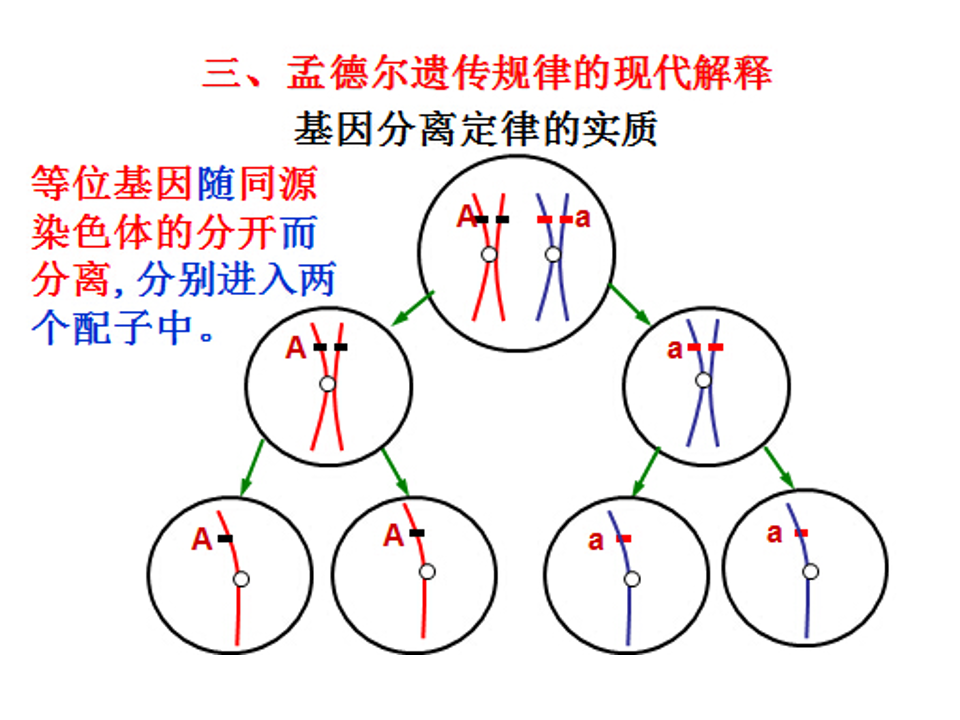 三、孟德尔遗传规律的现代解释
基因分离定律的实质
等位基因随同源
染色体的分开而
分离, 分别进入两
个配子中。
A a
A a
A A a a